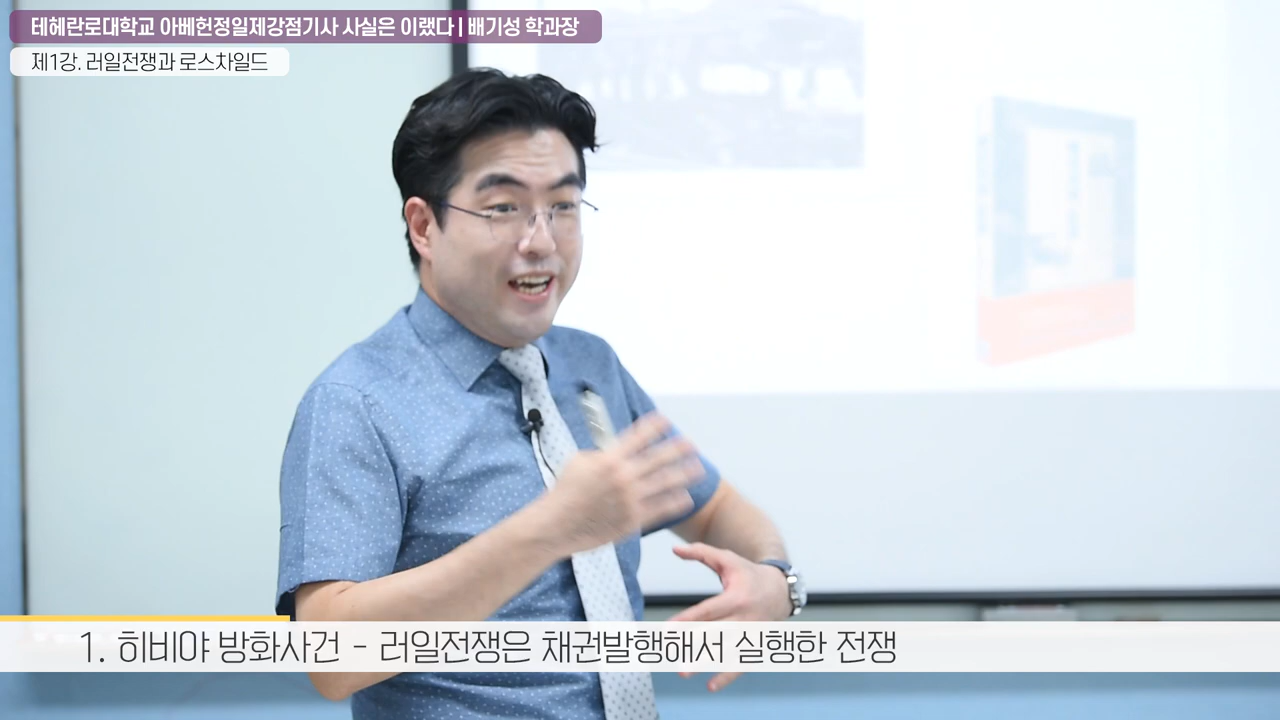 테헤란로대학교 아베헌정일제강점기사 사실은 이랬다 | 배기성 학과장
제1강. 러일전쟁과 로스차일드
1. 히비야 방화사건 - 러일전쟁은 채권발행해서 실행한 전쟁